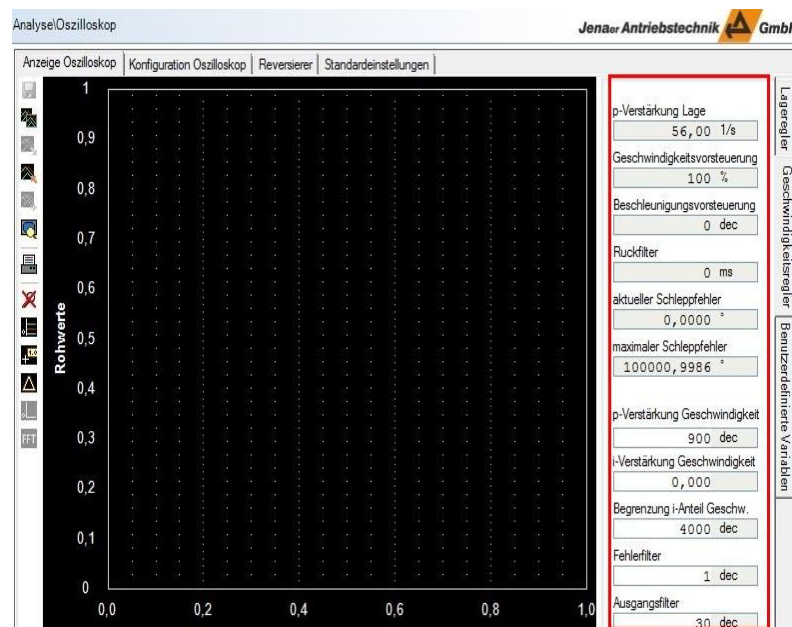 Analyse\Oszilloskop
Jenaer Antriebstechnik GmbH
Anzeige Oszilloskop
Konfiguration Oszilloskop
Reversierer
Standardeinstellungen
1
0,9
0,8
0,7
0,6
0,5
0,4
0,3
0,2
0,1
0
Rohwerte
0,0 0,2 0,4 0,6 0,8 1,0
1.0
FFT
p-Verstärkung Lage
56,00 1/s
Geschwindigkeitsvorsteuerung
100 %
Beschleunigungsvorsteuerung
0 dec
Ruckfilter
0 ms
aktueller Schleppfehler
0,0000 °
maximaler Schleppfehler
100000,9986 °
p-Verstärkung Geschwindigkeit
900 dec
i-Verstärkung Geschwindigkeit
0,000
Begrenzung i-Anteil Geschw.
4000 dec
Fehlerfilter
1 dec
Ausgangsfilter
30 dec
Lageregler
Geschwindigkeitsregler
Benutzerdefinierte Variablen